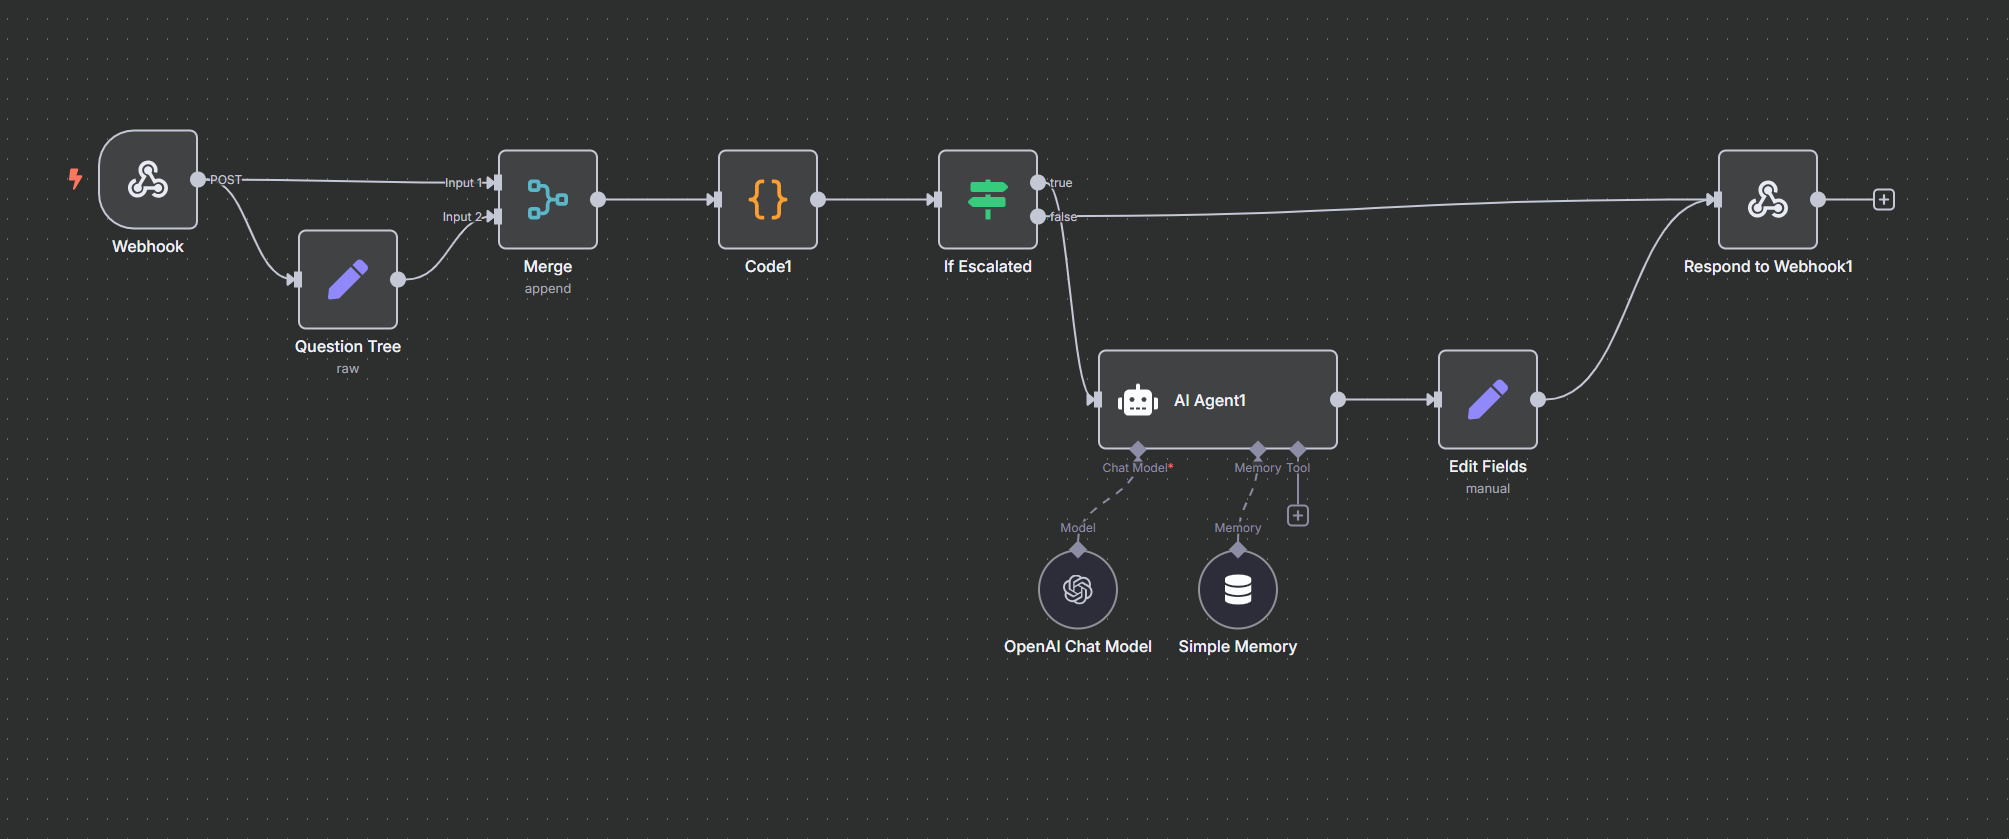 POST
Webhook
Question Tree
raw
Input 1
Input 2
Merge
append
{}
Code1
true
false
If Escalated
Respond to Webhook1
AI Agent1
Chat Model*
Memory
Tool
Edit Fields
manual
Model
Memory
OpenAI Chat Model
Simple Memory